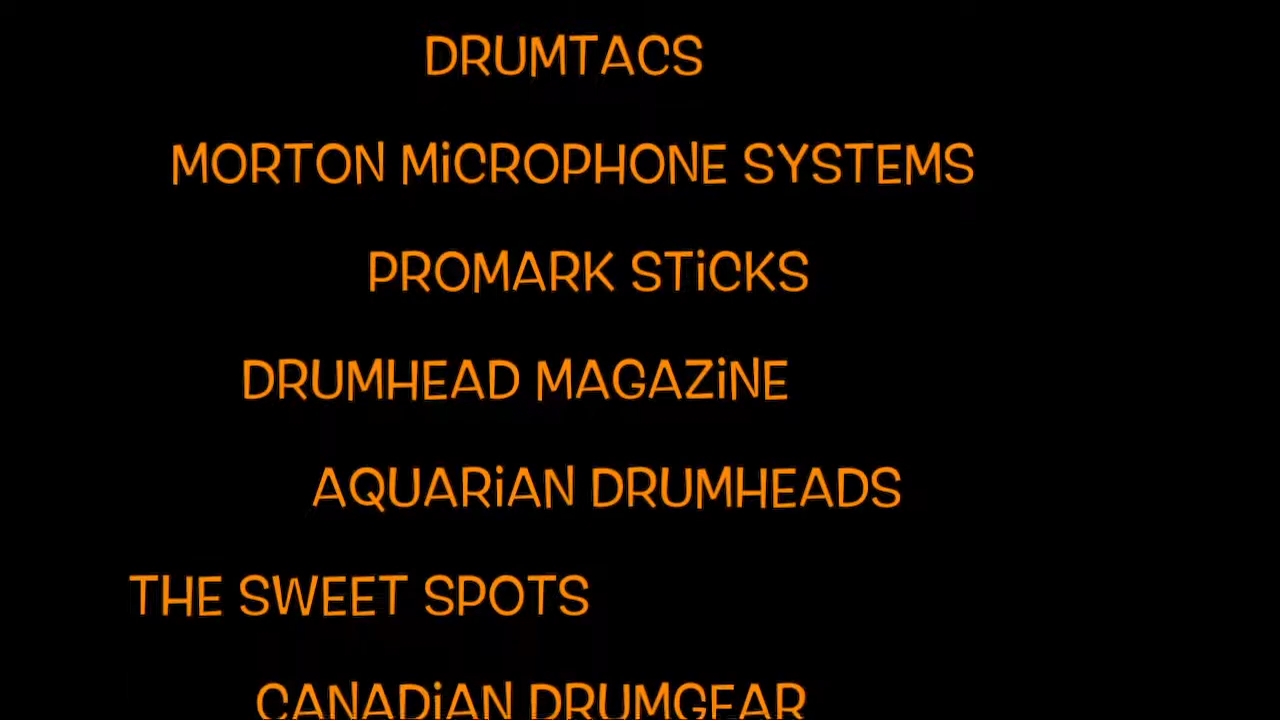 DRUMTACS
MORTON MiCROPHONE SYSTEMS
PROMARK STiCKS
DRUMHEAD MAGAZiNE
AQUARiAN DRUMHEADS
THE SWEET SPOTS
CANADiAN DRUMGEAR